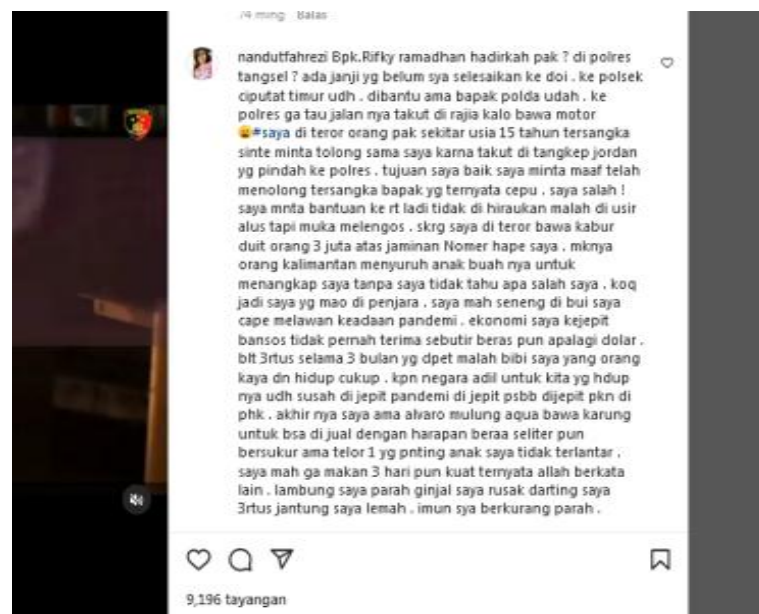 74 ming Balas
nandutfahrezi Bpk.Rifky ramadhan hadirkah pak ? di polres
tangsel ? ada janji yg belum sya selesaikan ke doi . ke polsek
ciputat timur udh . dibantu ama bapak polda udah . ke
polres ga tau jalan nya takut di rajia kalo bawa motor
😫#saya di teror orang pak sekitar usia 15 tahun tersangka
sinte minta tolong sama saya karna takut di tangkep jordan
yg pindah ke polres . tujuan saya baik saya minta maaf telah
menolong tersangka bapak yg ternyata cepu . saya salah !
saya mnta bantuan ke rt ladi tidak di hiraukan malah di usir
alus tapi muka melengos . skrg saya di teror bawa kabur
duit orang 3 juta atas jaminan Nomer hape saya . mknya
orang kalimantan menyuruh anak buah nya untuk
menangkap saya tanpa saya tidak tahu apa salah saya . koq
jadi saya yg mao di penjara . saya mah seneng di bui saya
cape melawan keadaan pandemi . ekonomi saya kejepit
bansos tidak pernah terima sebutir beras pun apalagi dolar .
blt 3rtus selama 3 bulan yg dpet malah bibi saya yang orang
kaya dn hidup cukup . kpn negara adil untuk kita yg hdup
nya udh susah di jepit pandemi di jepit psbb dijepit pkn di
phk . akhir nya saya ama alvaro mulung aqua bawa karung
untuk bsa di jual dengan harapan beraa seliter pun
bersukur ama telor 1 yg pnting anak saya tidak terlantar .
saya mah ga makan 3 hari pun kuat ternyata allah berkata
lain . lambung saya parah ginjal saya rusak darting saya
3rtus jantung saya lemah . imun sya berkurang parah .
9,196 tayangan